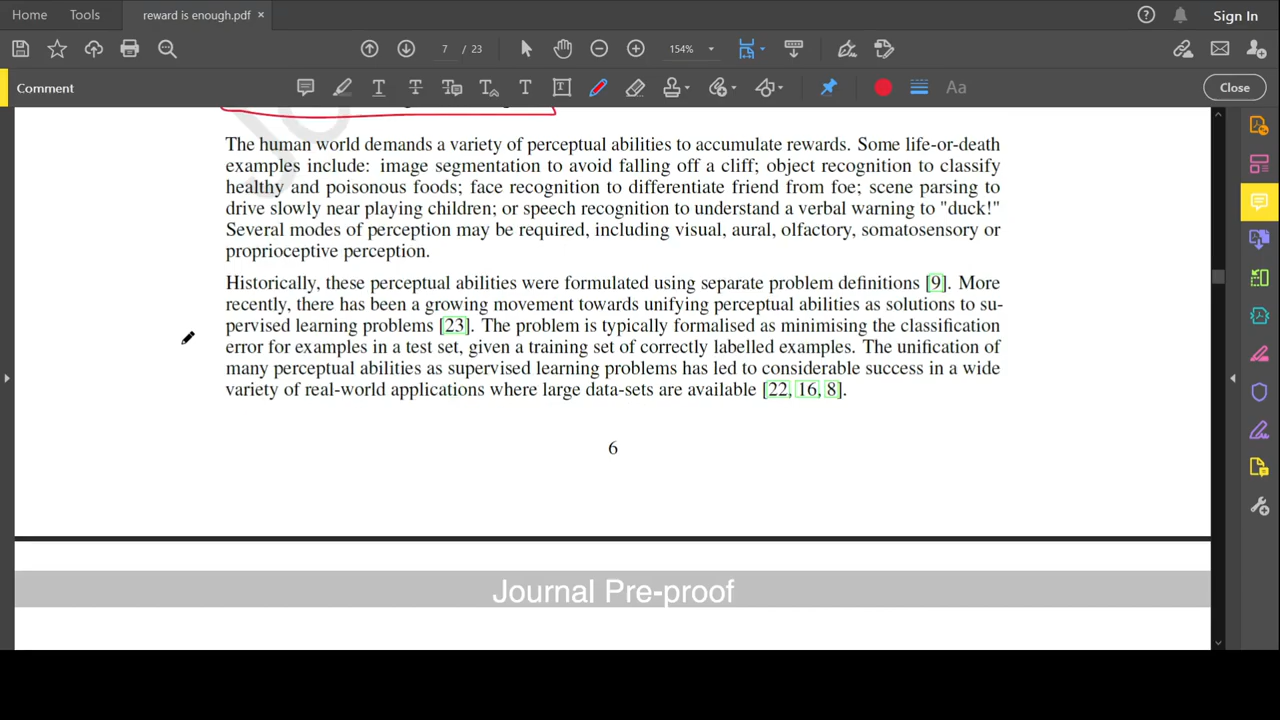 Home Tools reward is enough.pdf × Sign In
7 / 23 154%
Comment Aa Close
The human world demands a variety of perceptual abilities to accumulate rewards. Some life-or-death
examples include: image segmentation to avoid falling off a cliff; object recognition to classify
healthy and poisonous foods; face recognition to differentiate friend from foe; scene parsing to
drive slowly near playing children; or speech recognition to understand a verbal warning to "duck!"
Several modes of perception may be required, including visual, aural, olfactory, somatosensory or
proprioceptive perception.
Historically, these perceptual abilities were formulated using separate problem definitions [9]. More
recently, there has been a growing movement towards unifying perceptual abilities as solutions to su-
pervised learning problems [23]. The problem is typically formalised as minimising the classification
error for examples in a test set, given a training set of correctly labelled examples. The unification of
many perceptual abilities as supervised learning problems has led to considerable success in a wide
variety of real-world applications where large data-sets are available [22, 16, 8].
6
Journal Pre-proof